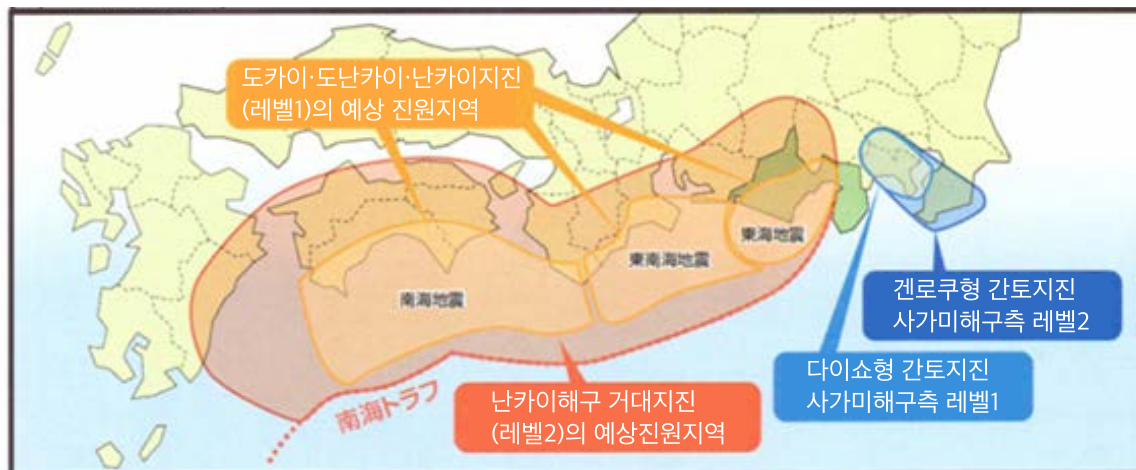 도카이·도난카이·난카이지진
(레벨1)의 예상 진원지역
東海地震
東南海地震
南海地震
겐로쿠형 간토지진
사가미해구측 레벨2
다이쇼형 간토지진
사가미해구측 레벨1
난카이해구 거대지진
(레벨2)의 예상진원지역
南海トラフ